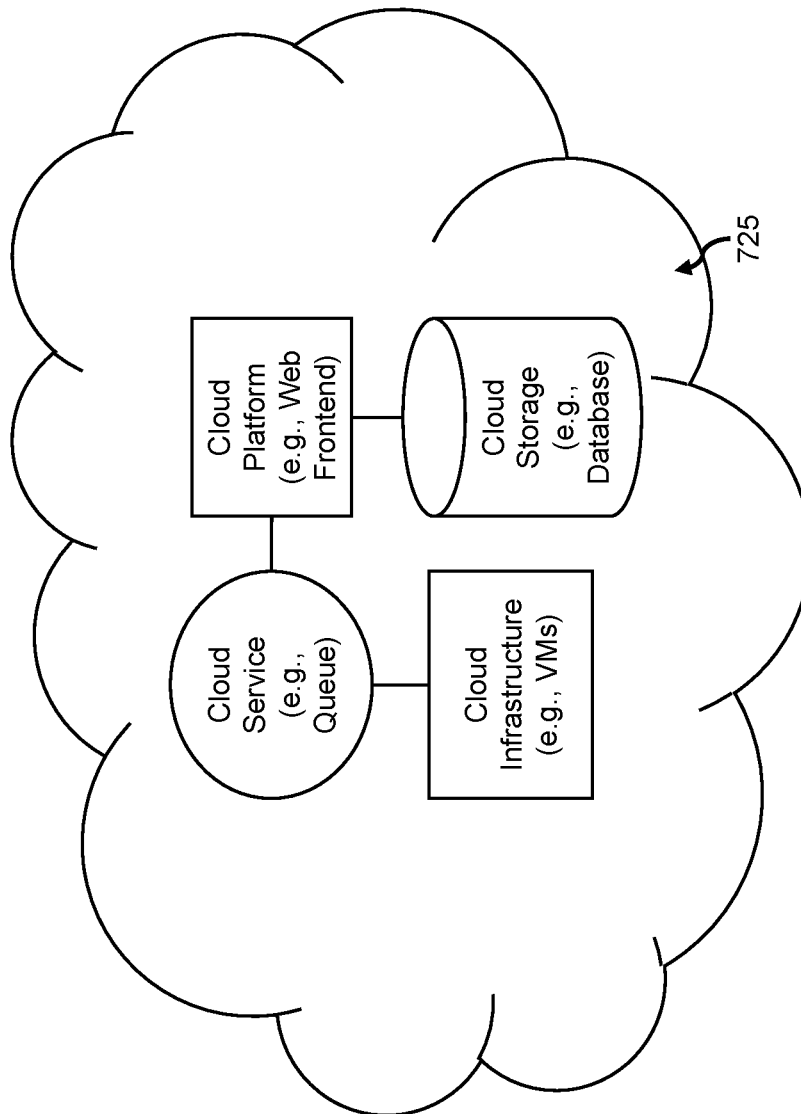 Cloud
Service
(e.g.,
Queue)
Cloud
Platform
(e.g., Web
Frontend)
Cloud
Infrastructure
(e.g., VMs)
Cloud
Storage
(e.g.,
Database)
725